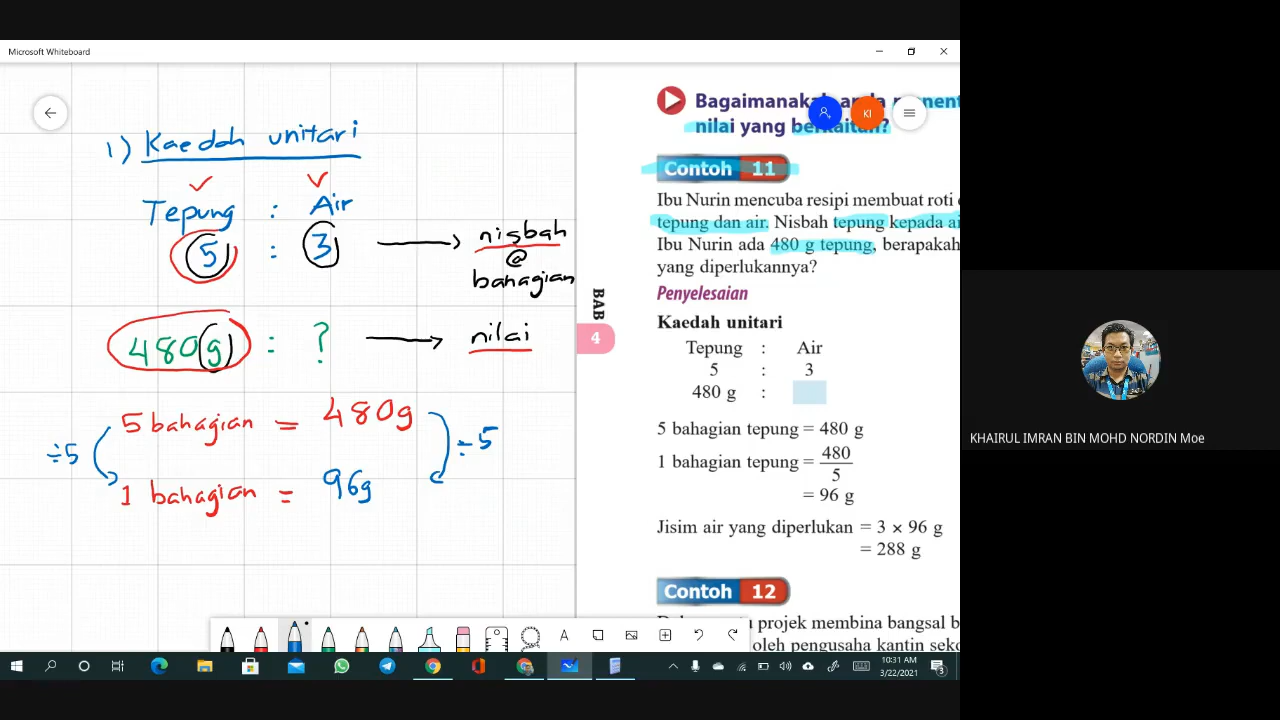 Microsoft Whiteboard
1) Kaedah unitari
Tepung : Air
5 : 3 nisbah
@
bahagian
480g : ? nilai
5 bahagian = 480g
÷5 ÷5
1 bahagian = 96g
Bagaimanakah anda menent
nilai yang berkaitan?
KI
Contoh 11
Ibu Nurin mencuba resipi membuat roti
tepung dan air. Nisbah tepung kepada ai
Ibu Nurin ada 480 g tepung, berapakah
yang diperlukannya?
Penyelesaian
BAB
4
Kaedah unitari
Tepung : Air
5 : 3
480 g :
5 bahagian tepung = 480 g
1 bahagian tepung = 480
5
= 96 g
Jisim air yang diperlukan = 3 × 96 g
= 288 g
Contoh 12
projek membina bangsal
oleh pengusaha kantin
A
10:31 AM
3/22/2021
KHAIRUL IMRAN BIN MOHD NORDIN Moe